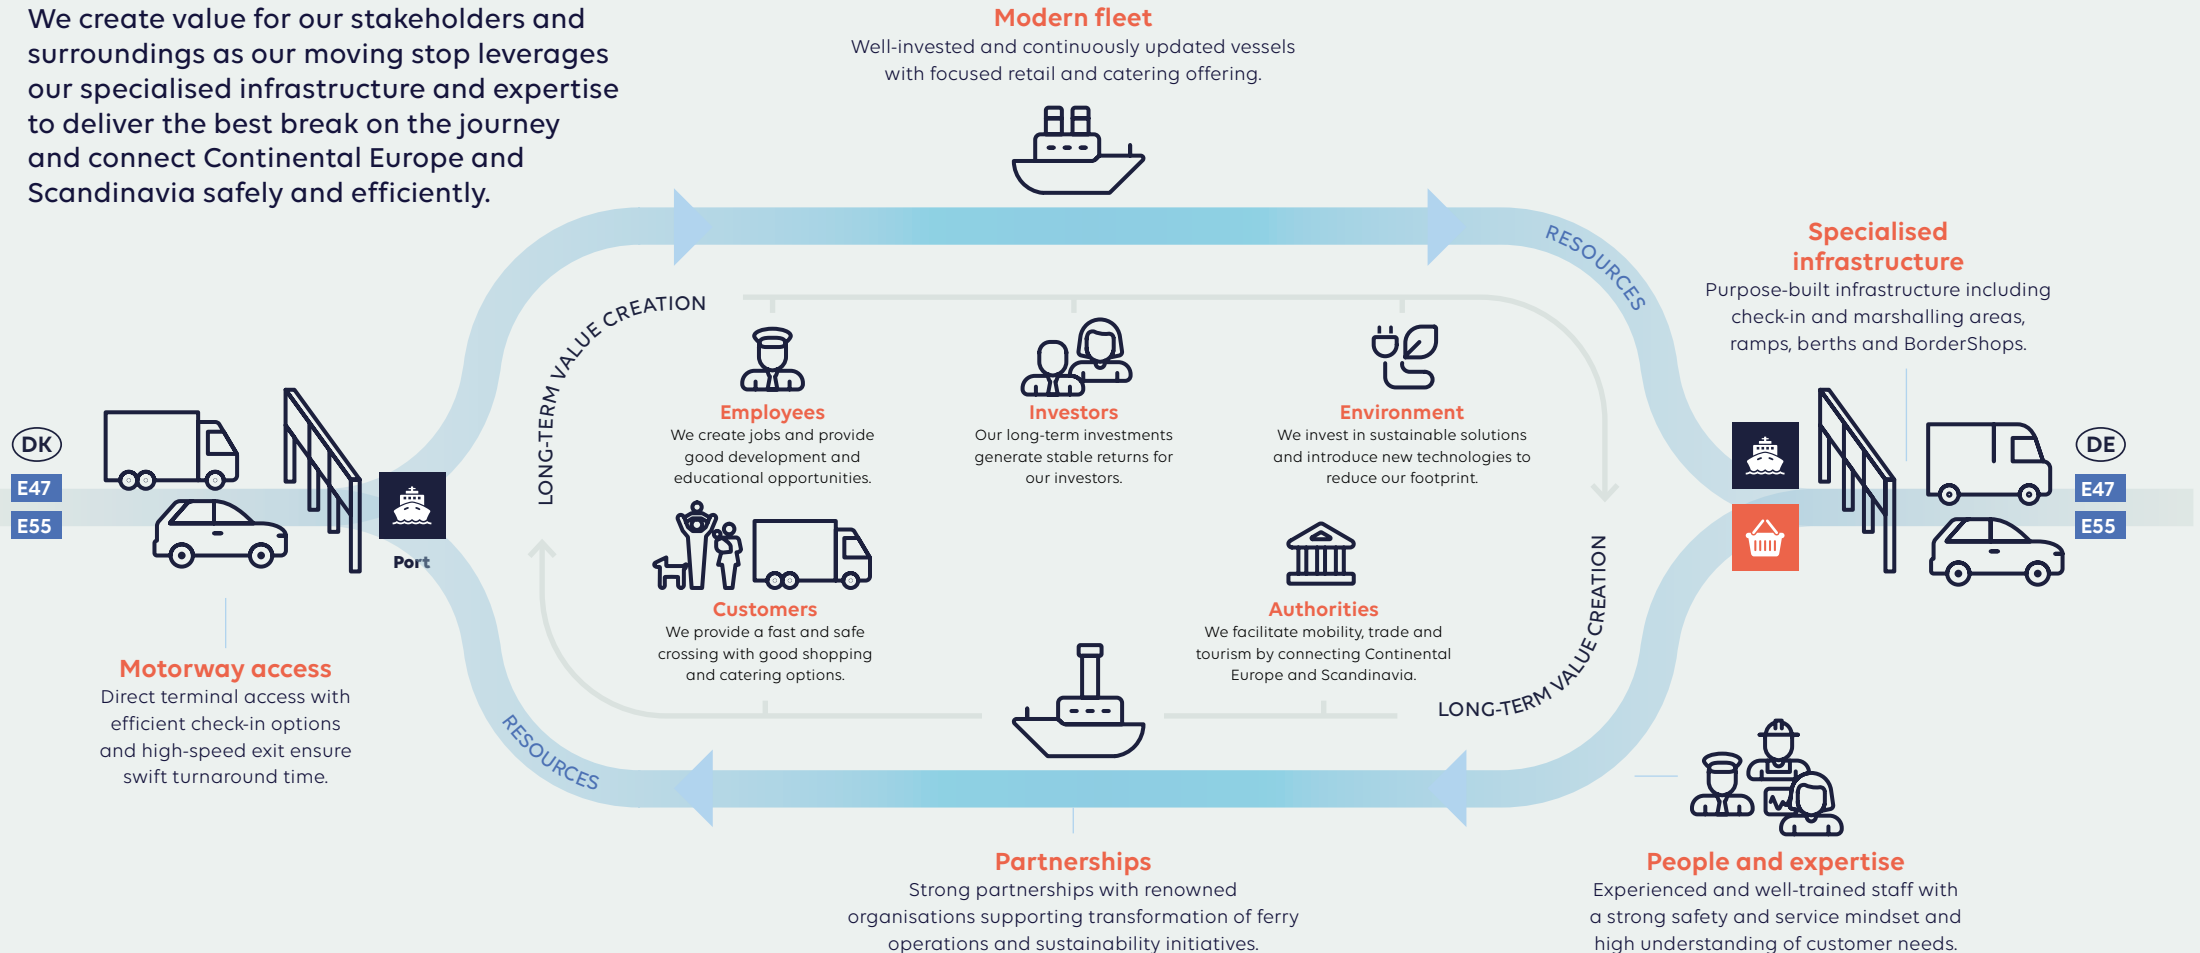 We create value for our stakeholders and
surroundings as our moving stop leverages
our specialised infrastructure and expertise
to deliver the best break on the journey
and connect Continental Europe and
Scandinavia safely and efficiently.
Modern fleet
Well-invested and continuously updated vessels
with focused retail and catering offering.
RESOURCES
Specialised
infrastructure
Purpose-built infrastructure including
check-in and marshalling areas,
ramps, berths and BorderShops.
LONG-TERM VALUE CREATION
Employees
We create jobs and provide
good development and
educational opportunities.
Investors
Our long-term investments
generate stable returns for
our investors.
Environment
We invest in sustainable solutions
and introduce new technologies to
reduce our footprint.
DK
E47
E55
Port
DE
E47
E55
Customers
We provide a fast and safe
crossing with good shopping
and catering options.
Authorities
We facilitate mobility, trade and
tourism by connecting Continental
Europe and Scandinavia.
LONG-TERM VALUE CREATION
Motorway access
Direct terminal access with
efficient check-in options
and high-speed exit ensure
swift turnaround time.
RESOURCES
Partnerships
Strong partnerships with renowned
organisations supporting transformation of ferry
operations and sustainability initiatives.
People and expertise
Experienced and well-trained staff with
a strong safety and service mindset and
high understanding of customer needs.